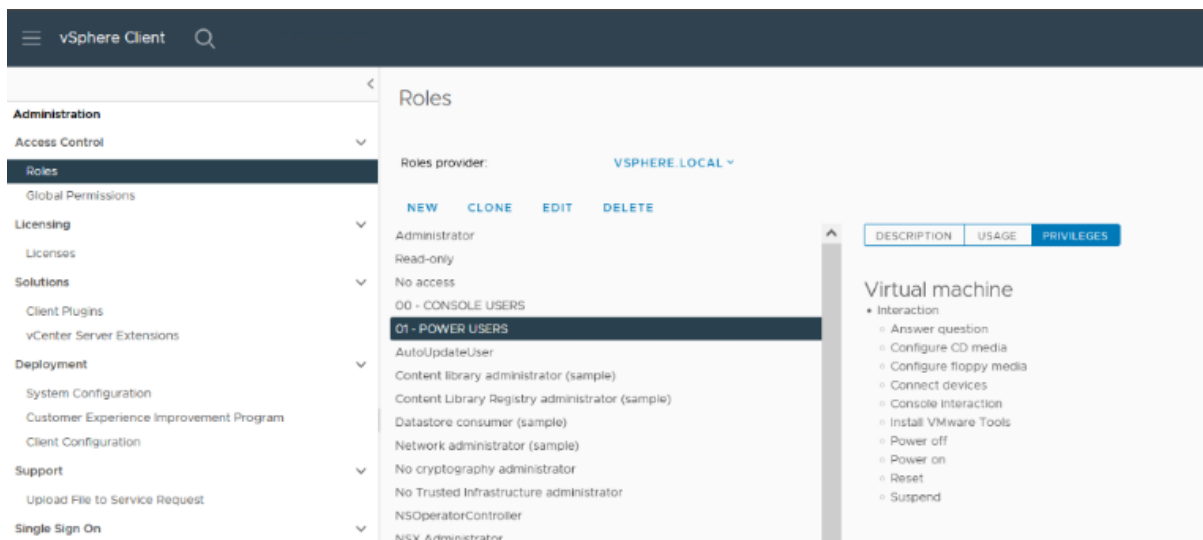 vSphere Client
Administration
Access Control
Roles
Global Permissions
Licensing
Licenses
Solutions
Client Plugins
vCenter Server Extensions
Deployment
System Configuration
Customer Experience Improvement Program
Client Configuration
Support
Upload File to Service Request
Single Sign On
Roles
Roles provider: VSPHERE.LOCAL
NEW CLONE EDIT DELETE
Administrator
Read-only
No access
00 - CONSOLE USERS
01 - POWER USERS
AutoUpdateUser
Content library administrator (sample)
Content Library Registry administrator (sample)
Datastore consumer (sample)
Network administrator (sample)
No cryptography administrator
No Trusted Infrastructure administrator
NSOperatorController
NSX Administrator
DESCRIPTION USAGE PRIVILEGES
Virtual machine
Interaction
Answer question
Configure CD media
Configure floppy media
Connect devices
Console interaction
Install VMware Tools
Power off
Power on
Reset
Suspend